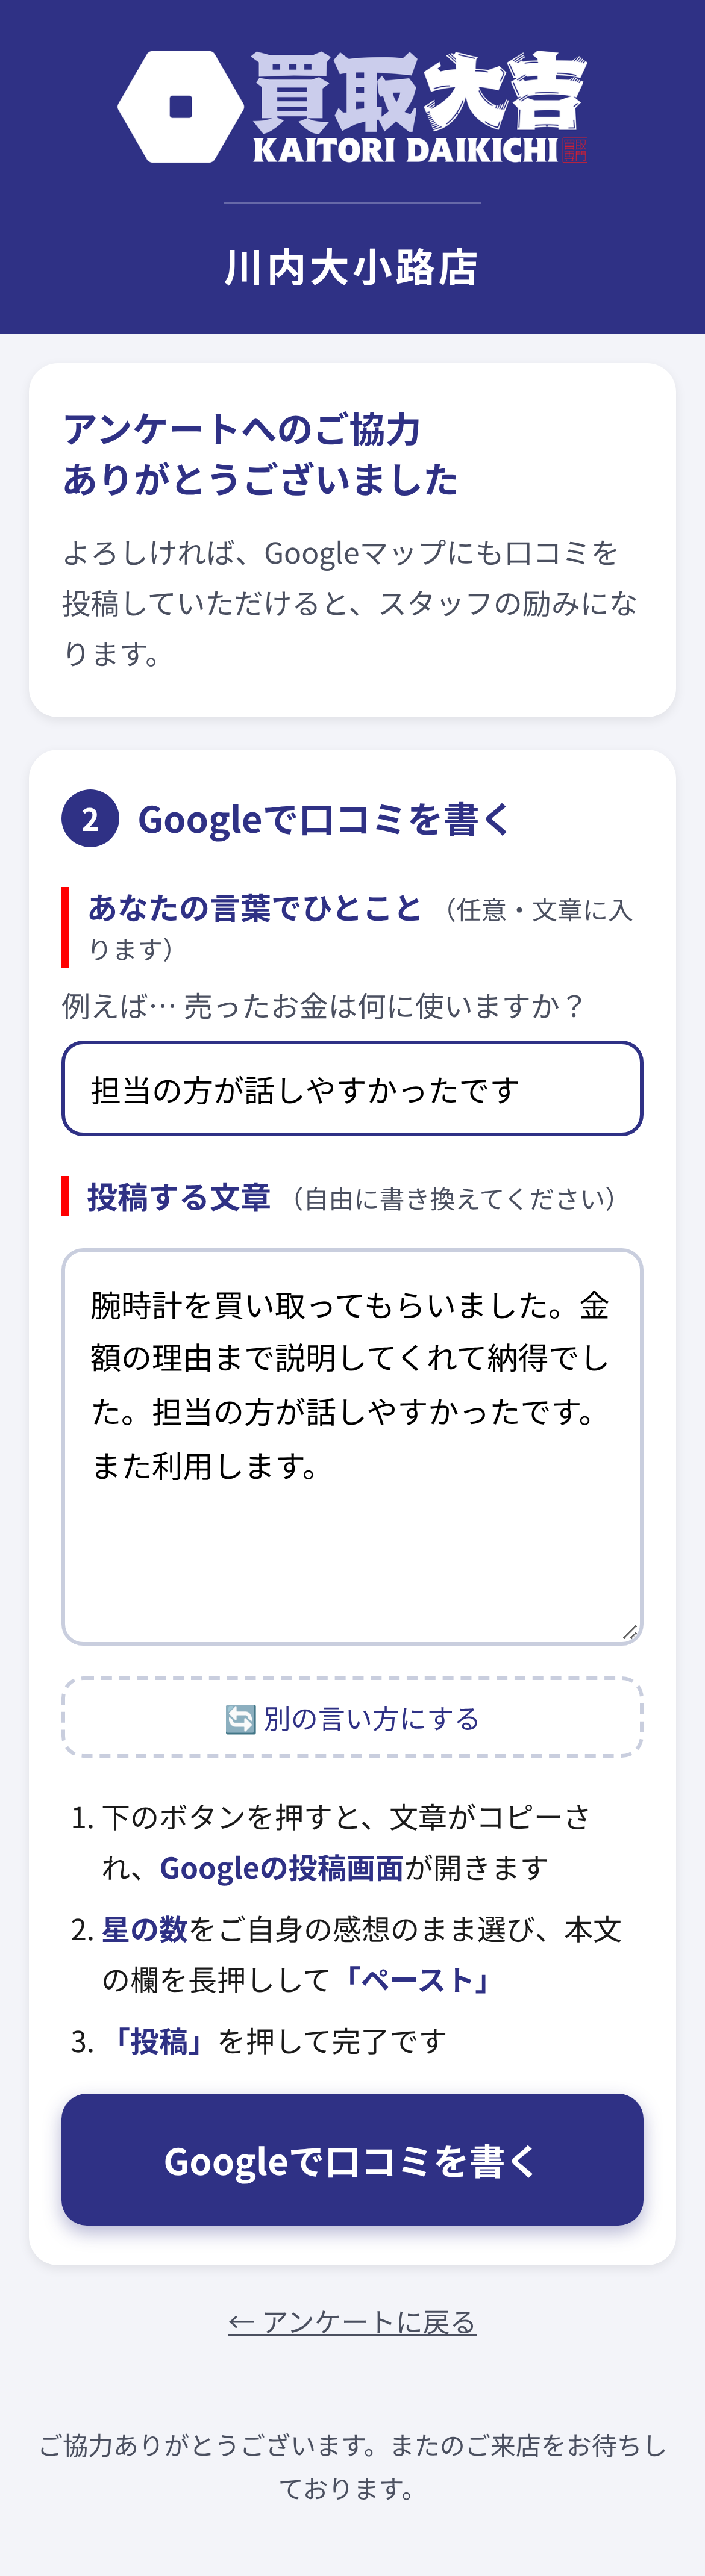 買取大吉
KAITORI DAIKICHI 買取専門
川内大小路店
アンケートへのご協力
ありがとうございました
よろしければ、Googleマップにも口コミを
投稿していただけると、スタッフの励みにな
ります。
2 Googleで口コミを書く
あなたの言葉でひとこと （任意・文章に入
ります）
例えば… 売ったお金は何に使いますか？
担当の方が話しやすかったです
投稿する文章 （自由に書き換えてください）
腕時計を買い取ってもらいました。金
額の理由まで説明してくれて納得でし
た。担当の方が話しやすかったです。
また利用します。
🔄 別の言い方にする
1. 下のボタンを押すと、文章がコピーさ
れ、Googleの投稿画面が開きます
2. 星の数をご自身の感想のまま選び、本文
の欄を長押しして「ペースト」
3. 「投稿」を押して完了です
Googleで口コミを書く
← アンケートに戻る
ご協力ありがとうございます。またのご来店をお待ちし
ております。